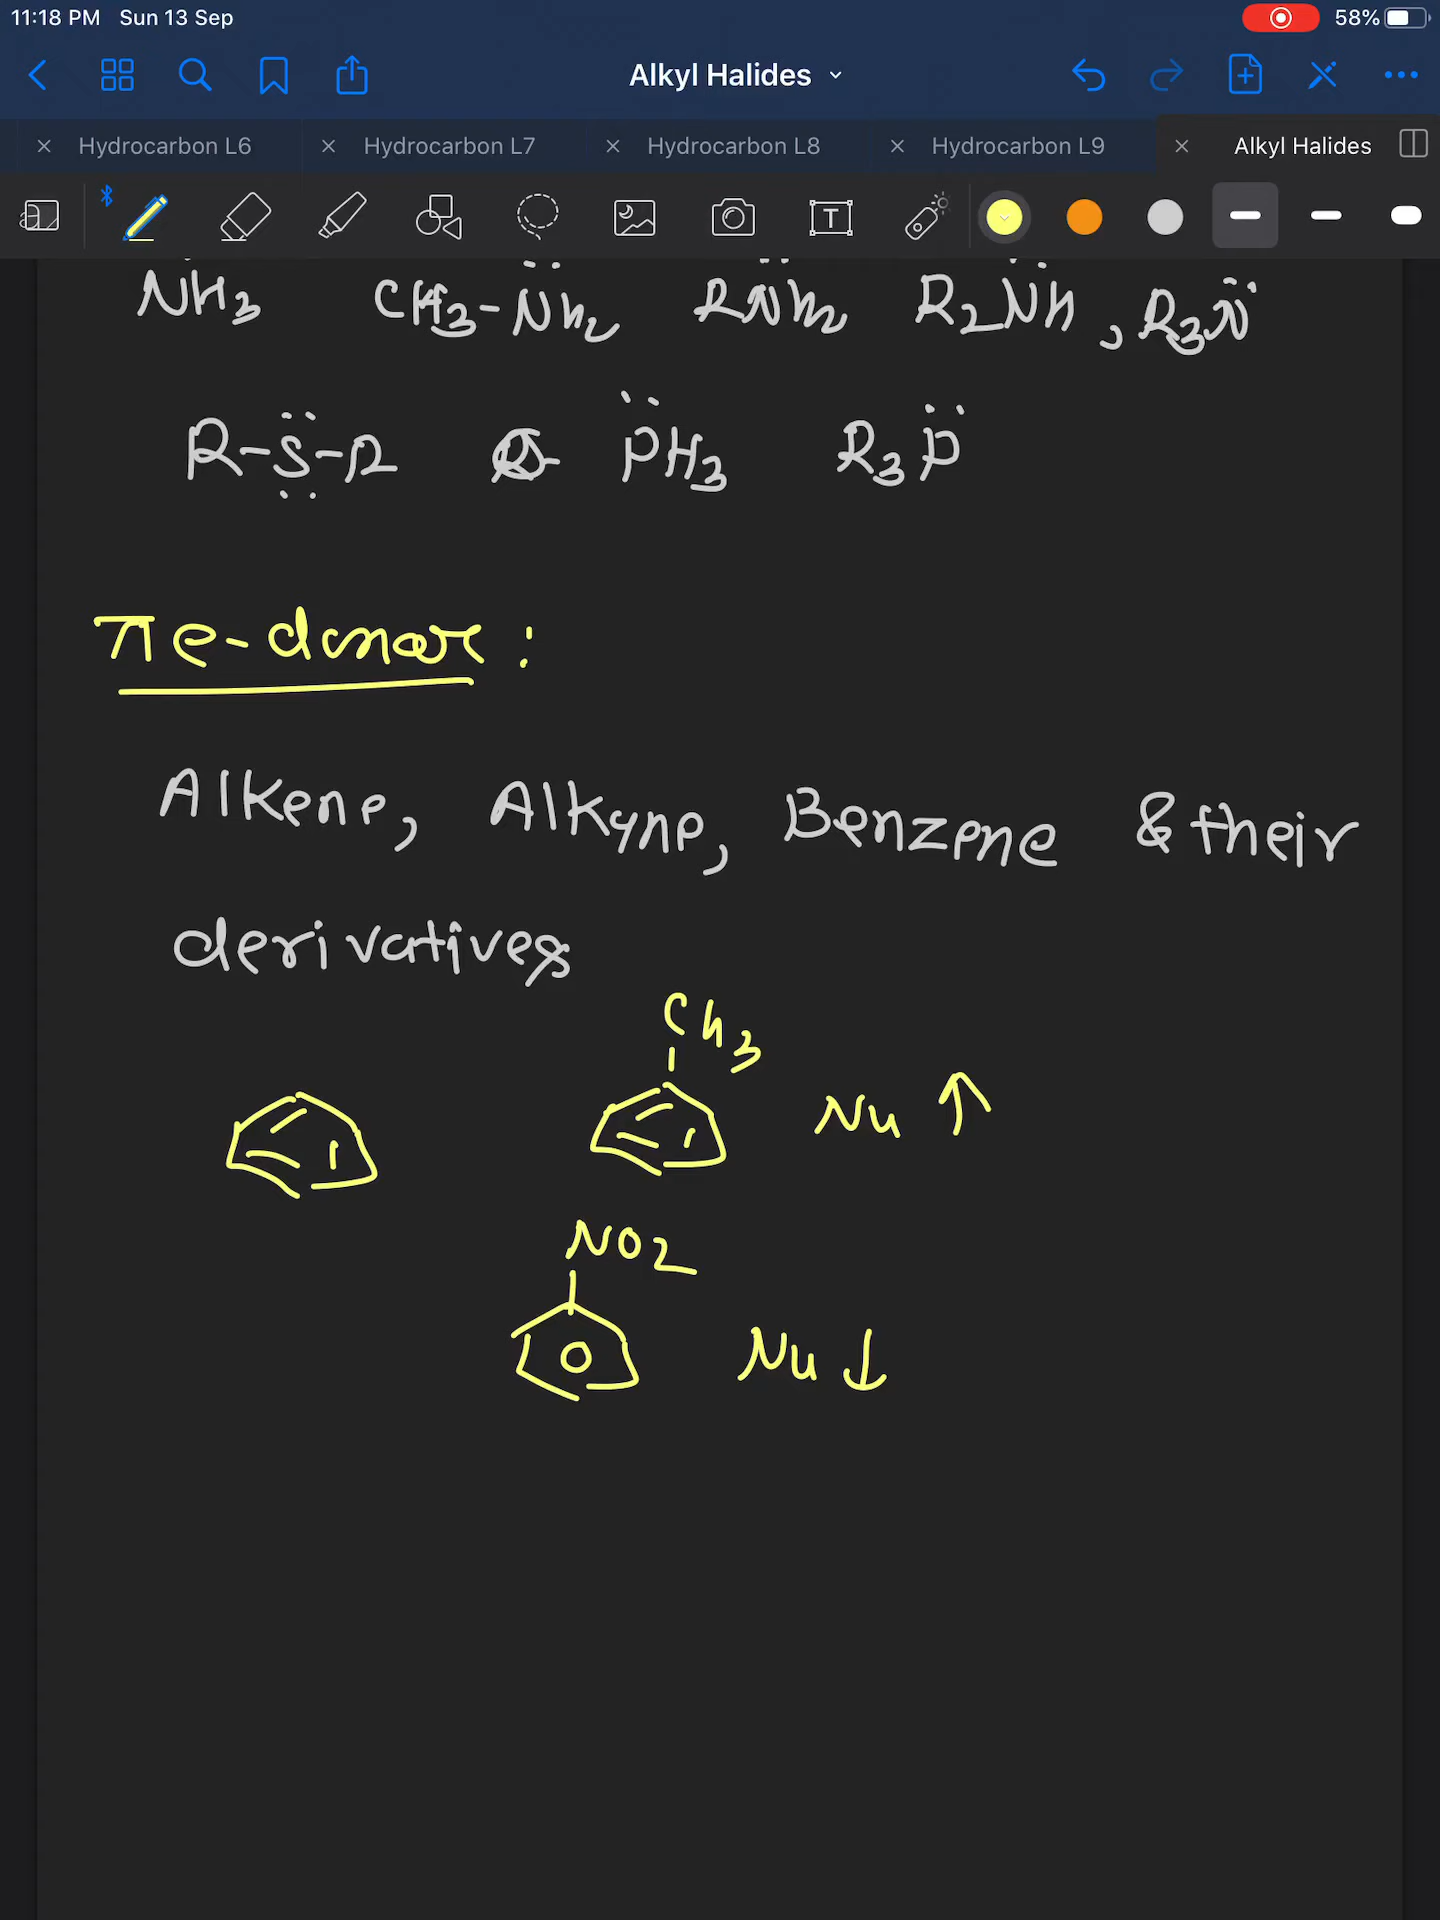 11:18 PM Sun 13 Sep 58%
Alkyl Halides
Hydrocarbon L6 Hydrocarbon L7 Hydrocarbon L8 Hydrocarbon L9 Alkyl Halides
NH3 CH3-NH2 RNH2 R2NH, R3N
R-S-R PH3 R3P
πe-donor:
Alkene, Alkyne, Benzene & their
derivatives
CH3
Nu ↑
NO2
Nu ↓